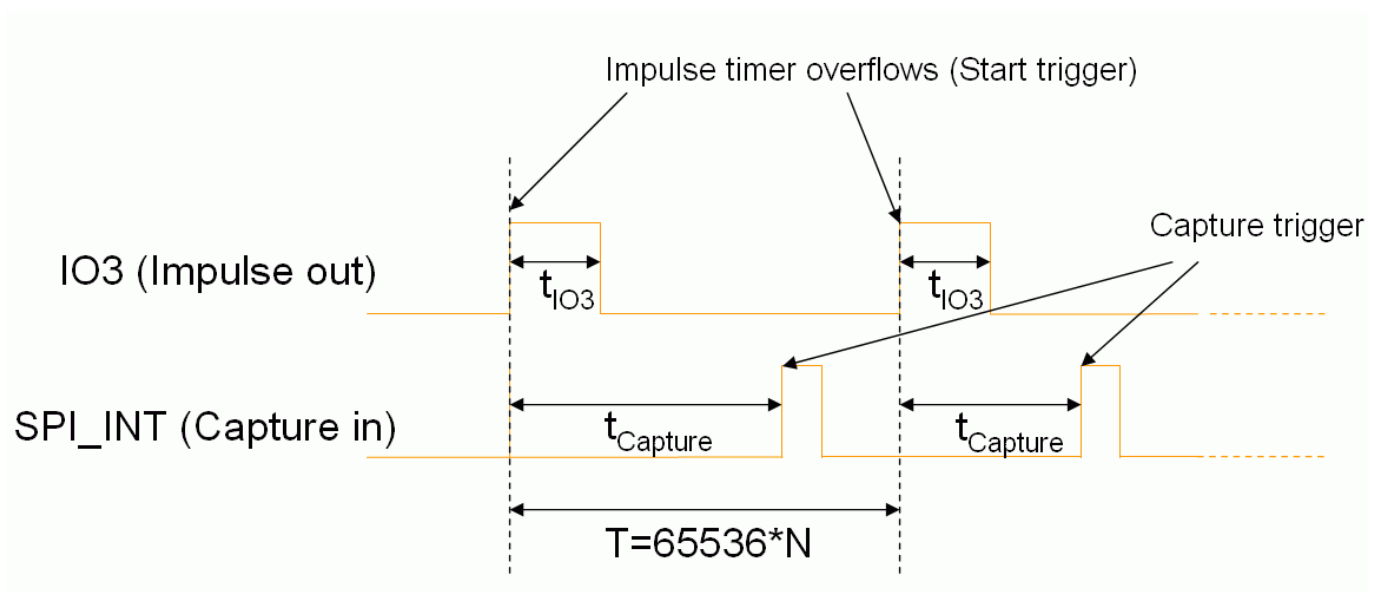 Impulse timer overflows (Start trigger)
Capture trigger
IO3 (Impulse out)
tIO3
tIO3
SPI_INT (Capture in)
tCapture
tCapture
T=65536*N